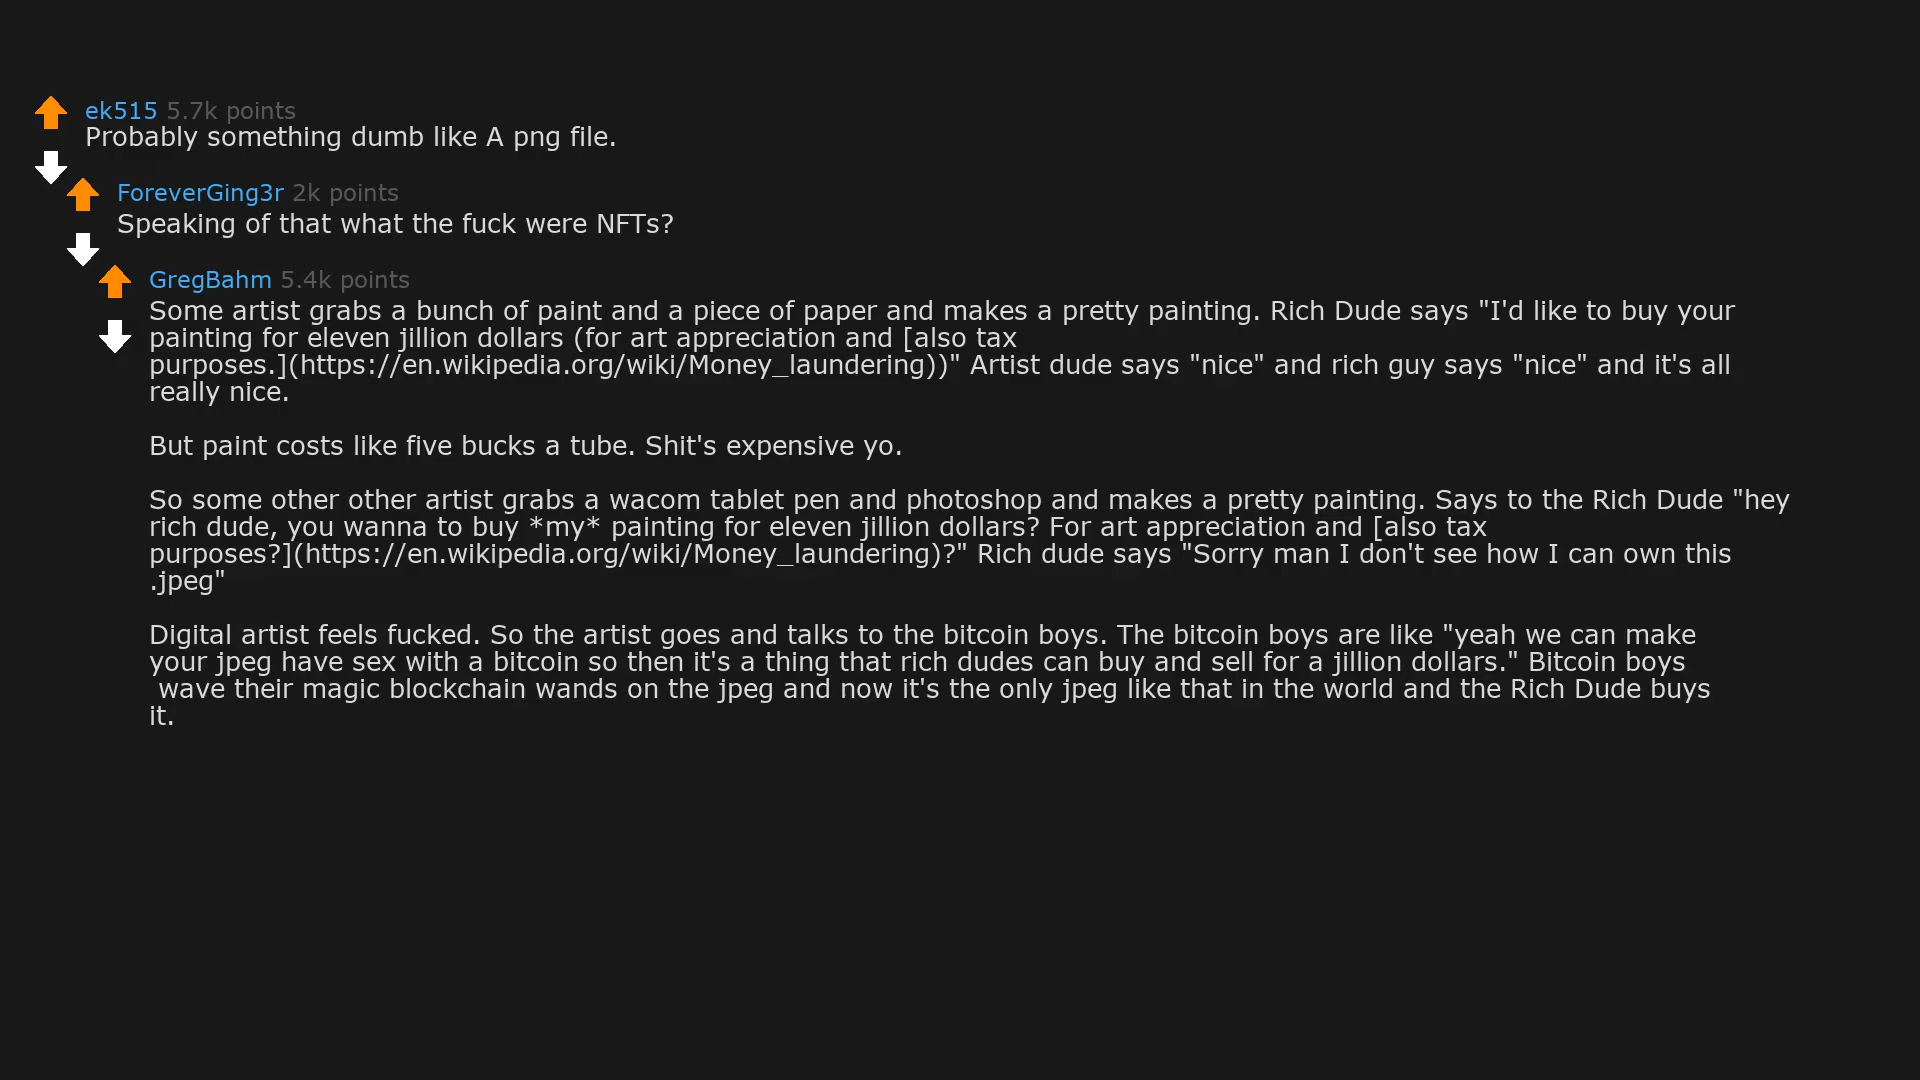 ek515 5.7k points
Probably something dumb like A png file.
ForeverGing3r 2k points
Speaking of that what the fuck were NFTs?
GregBahm 5.4k points
Some artist grabs a bunch of paint and a piece of paper and makes a pretty painting. Rich Dude says "I'd like to buy your
painting for eleven jillion dollars (for art appreciation and [also tax
purposes.](https://en.wikipedia.org/wiki/Money_laundering))" Artist dude says "nice" and rich guy says "nice" and it's all
really nice.
But paint costs like five bucks a tube. Shit's expensive yo.
So some other other artist grabs a wacom tablet pen and photoshop and makes a pretty painting. Says to the Rich Dude "hey
rich dude, you wanna to buy *my* painting for eleven jillion dollars? For art appreciation and [also tax
purposes?](https://en.wikipedia.org/wiki/Money_laundering)?" Rich dude says "Sorry man I don't see how I can own this
.jpeg"
Digital artist feels fucked. So the artist goes and talks to the bitcoin boys. The bitcoin boys are like "yeah we can make
your jpeg have sex with a bitcoin so then it's a thing that rich dudes can buy and sell for a jillion dollars." Bitcoin boys
wave their magic blockchain wands on the jpeg and now it's the only jpeg like that in the world and the Rich Dude buys
it.